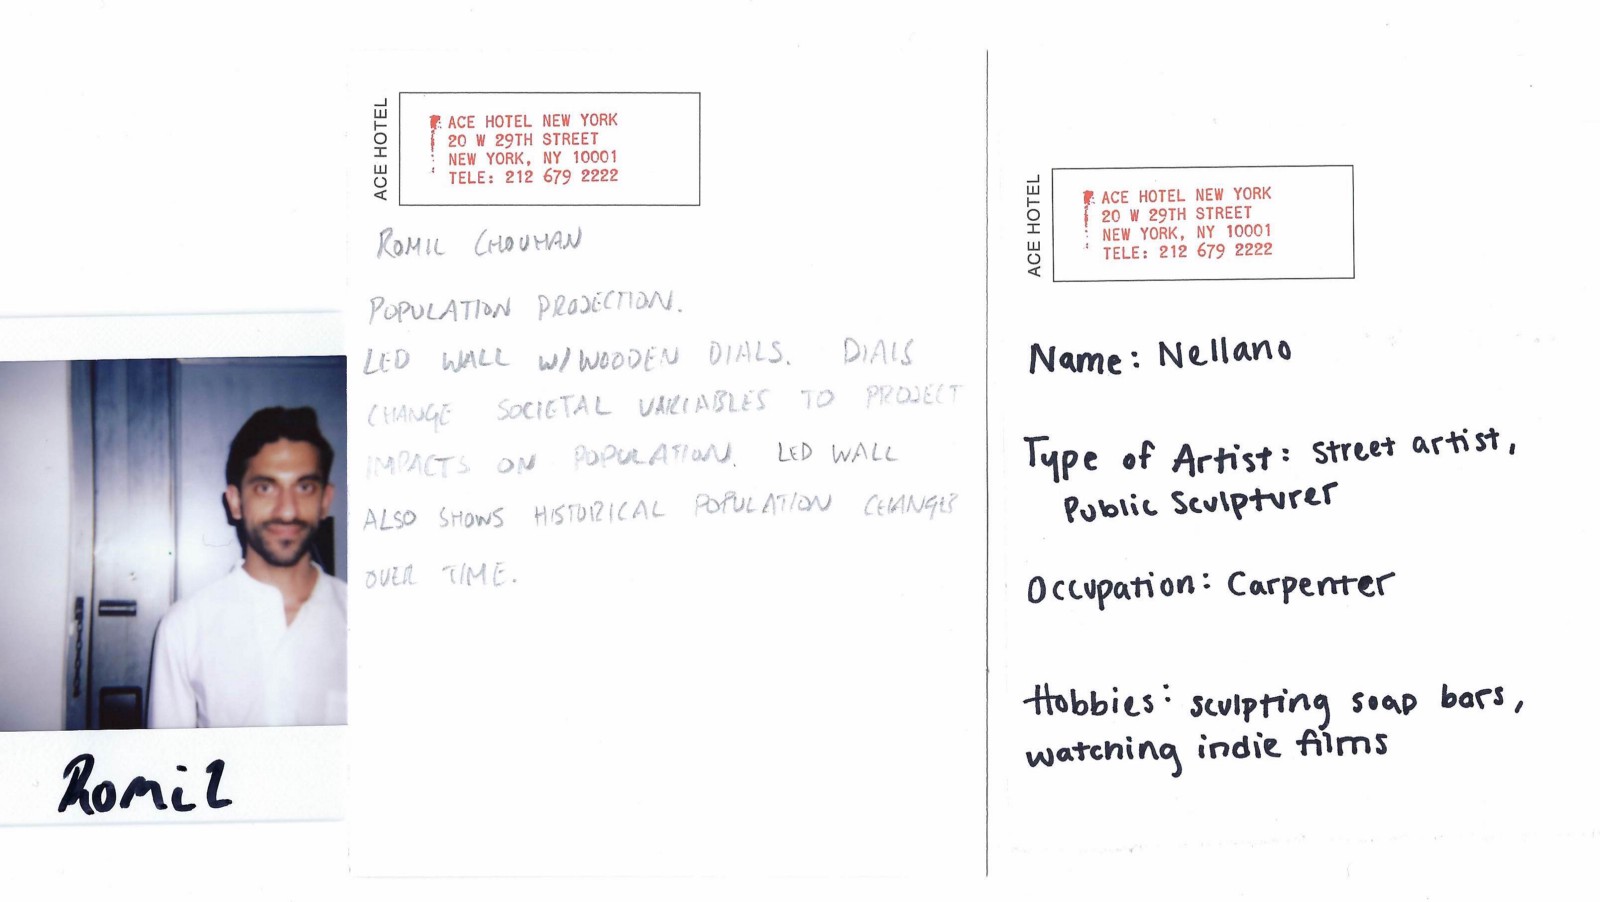 ACE HOTEL
ACE HOTEL NEW YORK
20 W 29TH STREET
NEW YORK, NY 10001
TELE: 212 679 2222
ROMIL CHOUHAN
POPULATION PROJECTION.
LED WALL W/WOODEN DIALS. DIALS
CHANGE SOCIETAL VARIABLES TO PROJECT
IMPACTS ON POPULATION. LED WALL
ALSO SHOWS HISTORICAL POPULATION CHANGES
OVER TIME.
Romil
ACE HOTEL
ACE HOTEL NEW YORK
20 W 29TH STREET
NEW YORK, NY 10001
TELE: 212 679 2222
Name: Nellano
Type of Artist: Street artist,
Public Sculpturer
Occupation: Carpenter
Hobbies: sculpting soap bars,
watching indie films